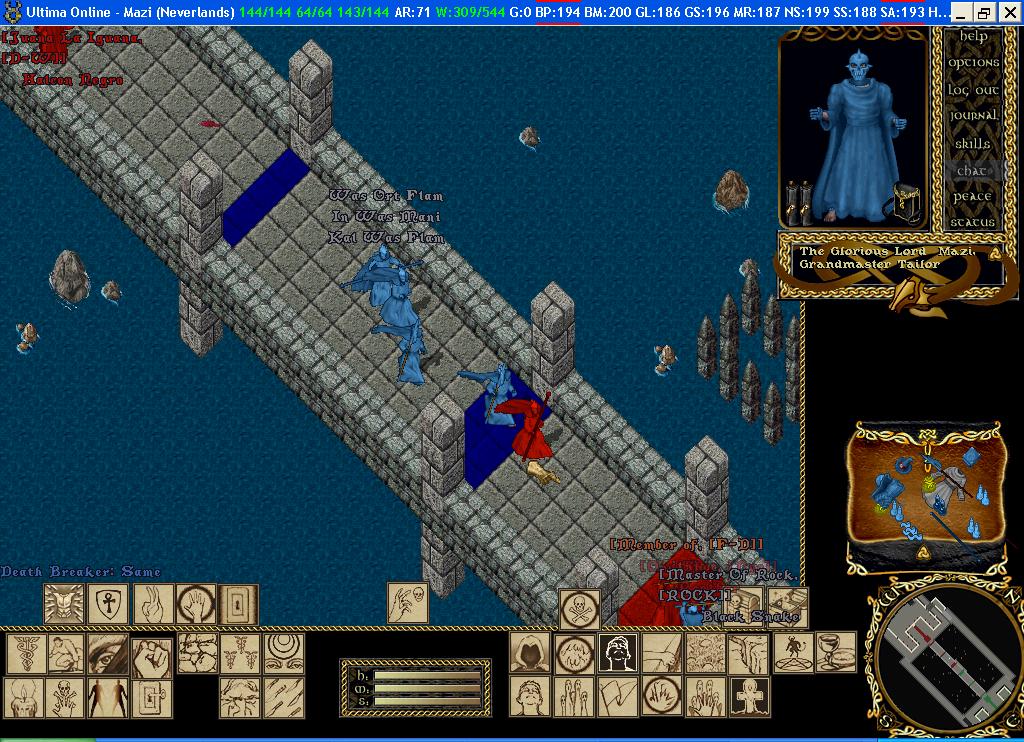 Ultima Online - Mazi (Neverlands) 144/144 64/64 143/144 AR:71 W:309/544 G:0 BP:194 BM:200 GL:186 GS:196 MR:187 NS:199 SS:188 SA:193 H...
[Juana La Iguana,
[D-W]]
Halcon Negro
help
options
log out
journal
skills
chat
peace
status
Was Ort Flam
In Was Mani
Kal Was Flam
The Glorious Lord Mazi,
Grandmaster Tailor
Death Breaker: Same
[Member of, [F-D]]
[Master Of Rock,
[ROCK]]
Black Snake
h:
m:
s:
W
N
S
E